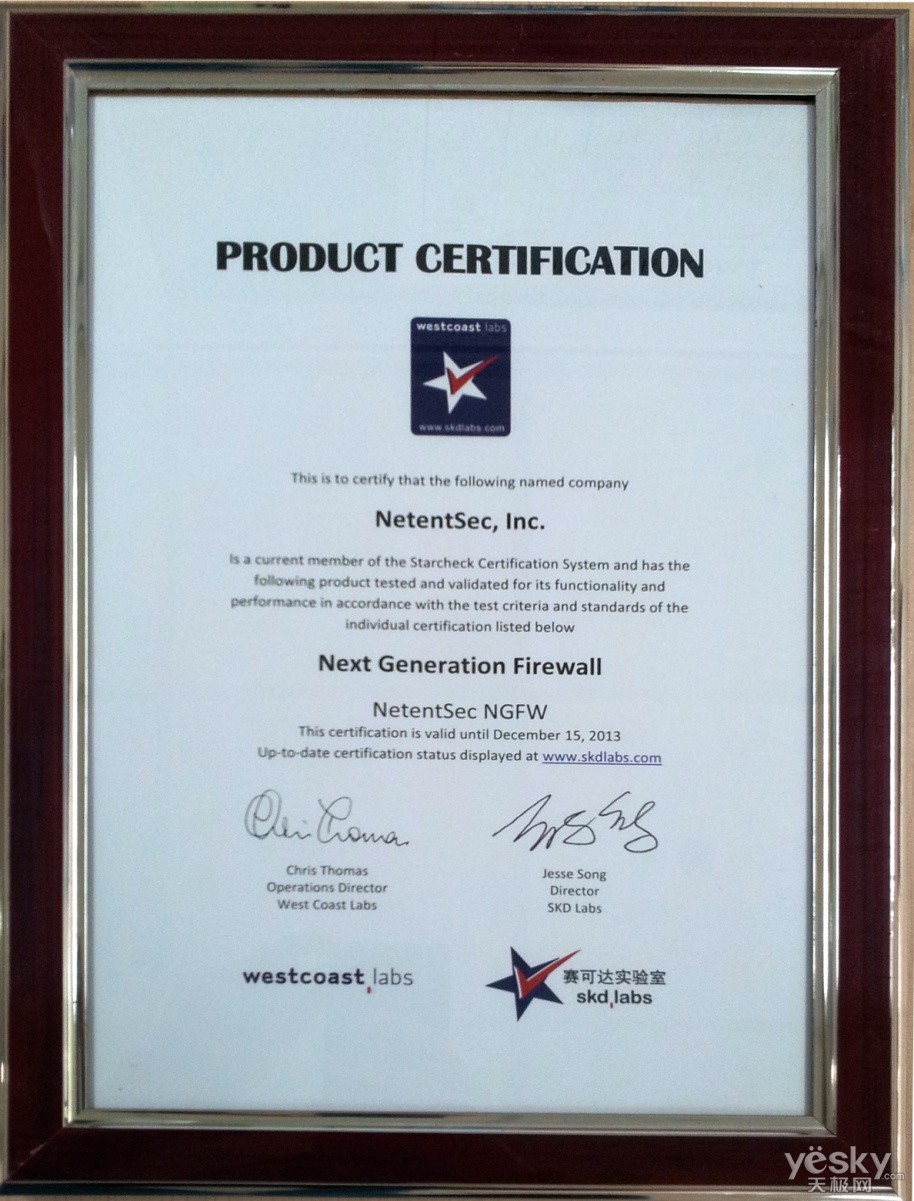 PRODUCT CERTIFICATION
westcoast labs
www.skdlabs.com
This is to certify that the following named company
NetentSec, Inc.
Is a current member of the Starcheck Certification System and has the
following product tested and validated for its functionality and
performance in accordance with the test criteria and standards of the
individual certification listed below
Next Generation Firewall
NetentSec NGFW
This certification is valid until December 15, 2013
Up-to-date certification status displayed at www.skdlabs.com
Chris Thomas
Operations Director
West Coast Labs
Jesse Song
Director
SKD Labs
westcoast labs
赛可达实验室
skd labs
yësky.com
天极网